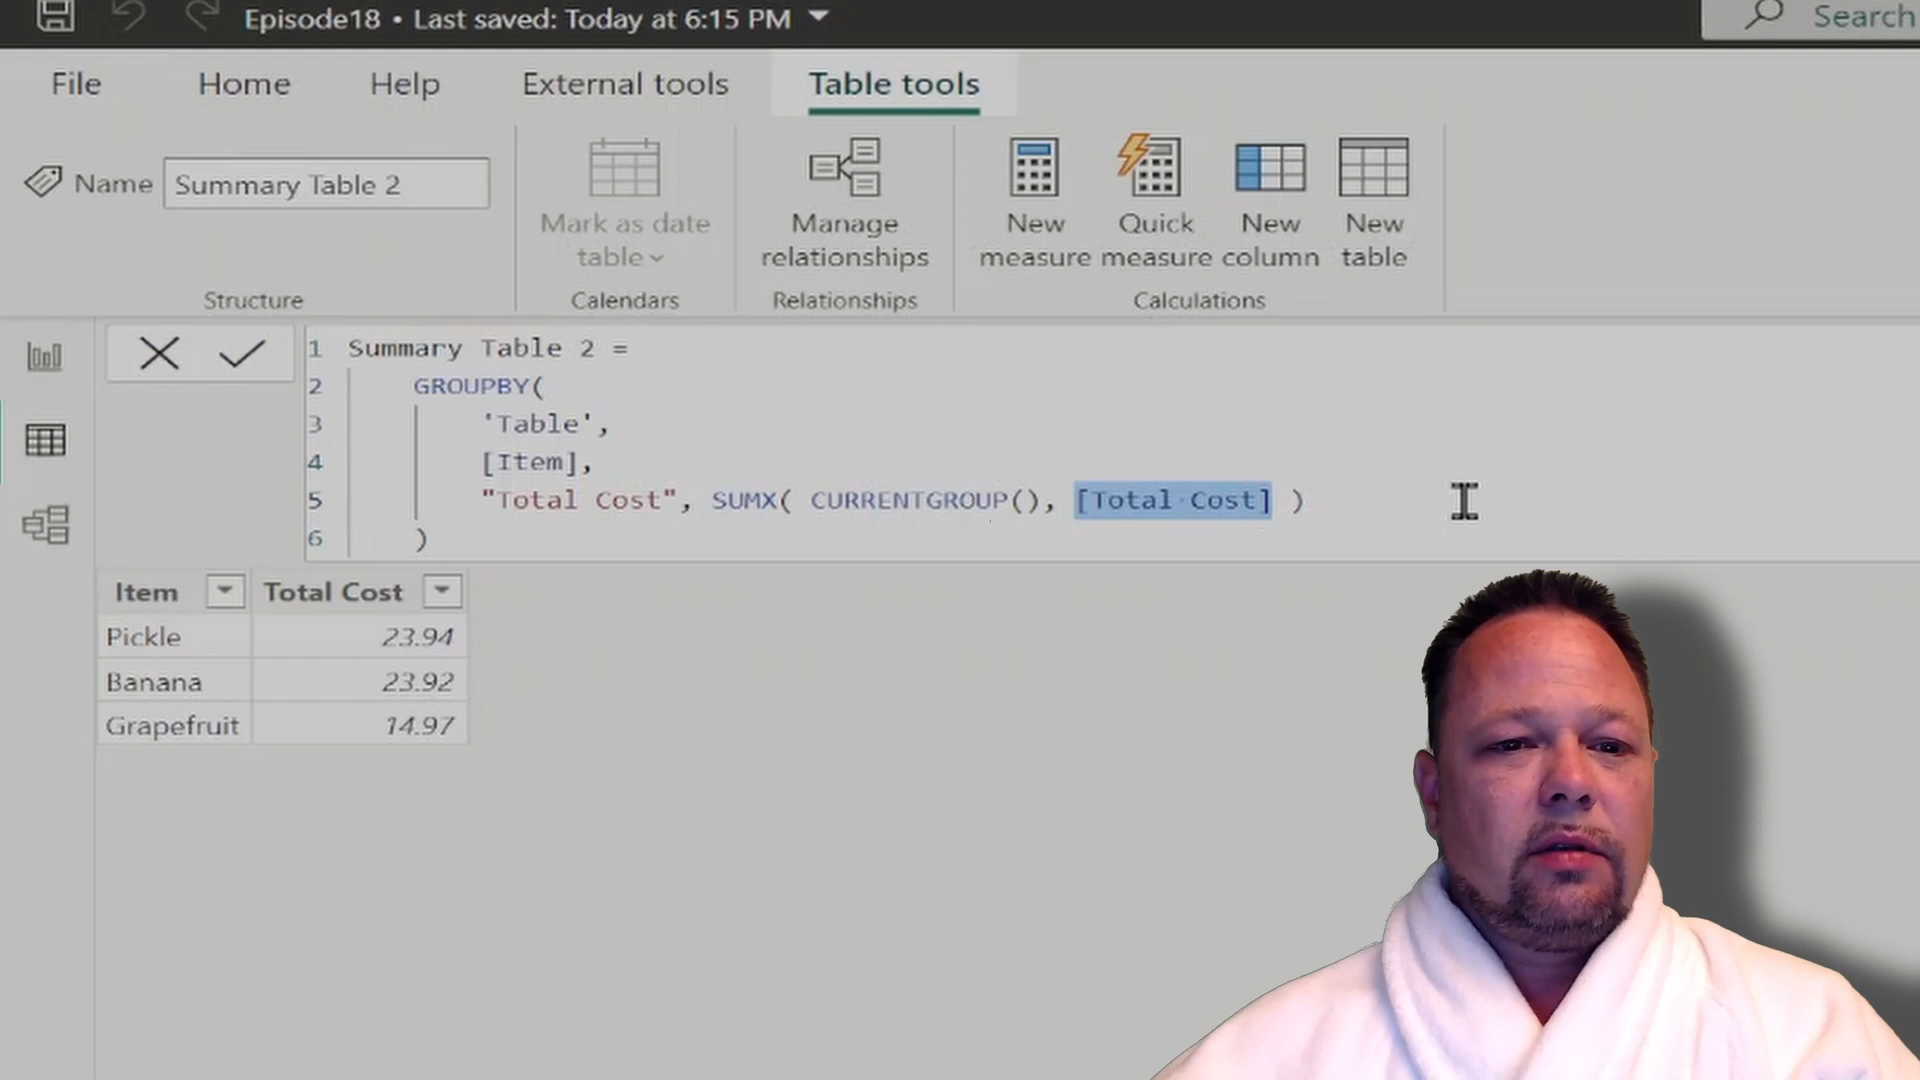 Episode18 • Last saved: Today at 6:15 PM
Search
File Home Help External tools Table tools
Name Summary Table 2
Mark as date table
Manage relationships
New measure
Quick measure
New column
New table
Structure Calendars Relationships Calculations
1 Summary Table 2 =
2 GROUPBY(
3 'Table',
4 [Item],
5 "Total Cost", SUMX( CURRENTGROUP(), [Total Cost] )
6 )
Item Total Cost
Pickle 23.94
Banana 23.92
Grapefruit 14.97